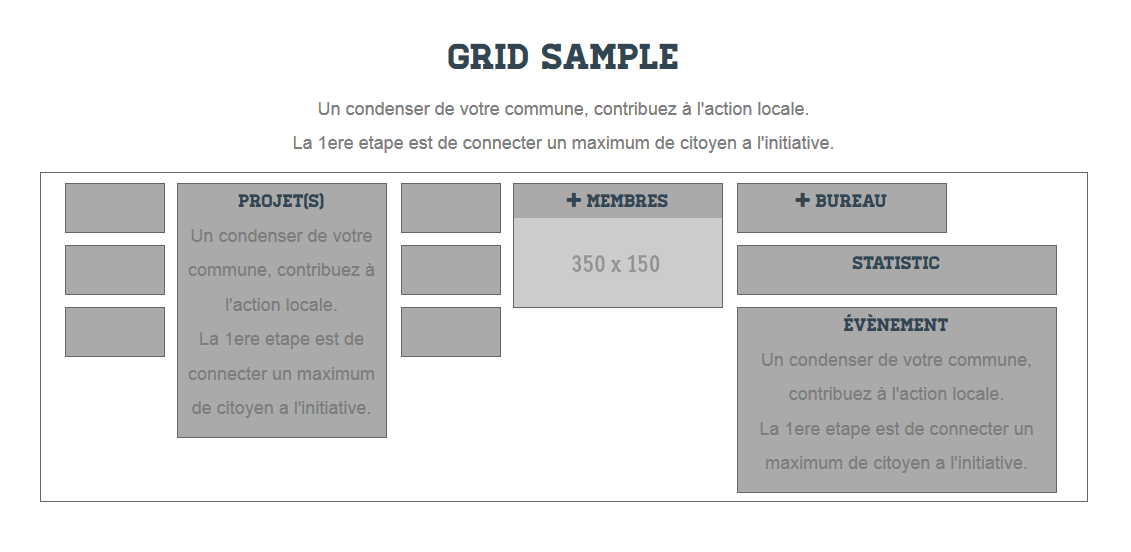 GRID SAMPLE
Un condenser de votre commune, contribuez à l'action locale.
La 1ere etape est de connecter un maximum de citoyen a l'initiative.
PROJET(S)
Un condenser de votre
commune, contribuez à
l'action locale.
La 1ere etape est de
connecter un maximum
de citoyen a l'initiative.
+ MEMBRES
350 x 150
+ BUREAU
STATISTIC
ÉVÈNEMENT
Un condenser de votre commune,
contribuez à l'action locale.
La 1ere etape est de connecter un
maximum de citoyen a l'initiative.